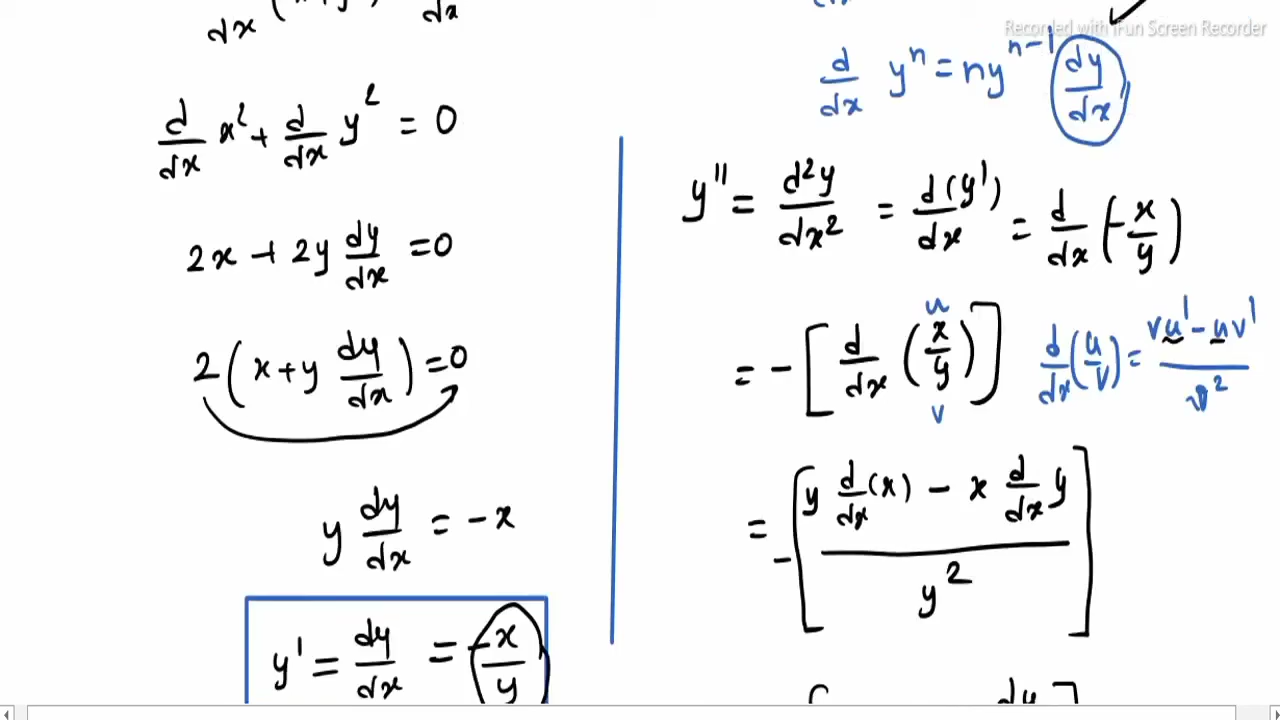 d/dx x² + d/dx y² = 0
2x + 2y dy/dx = 0
2(x + y dy/dx) = 0
y dy/dx = -x
y' = dy/dx = -x/y
Recorded with iFun Screen Recorder
d/dx yⁿ = nyⁿ⁻¹ dy/dx
y'' = d²y/dx² = d(y')/dx = d/dx (-x/y)
= -[d/dx (x/y)] u v d/dx (u/v) = (vu' - uv')/v²
= -[(y d/dx (x) - x d/dx y)/y²]